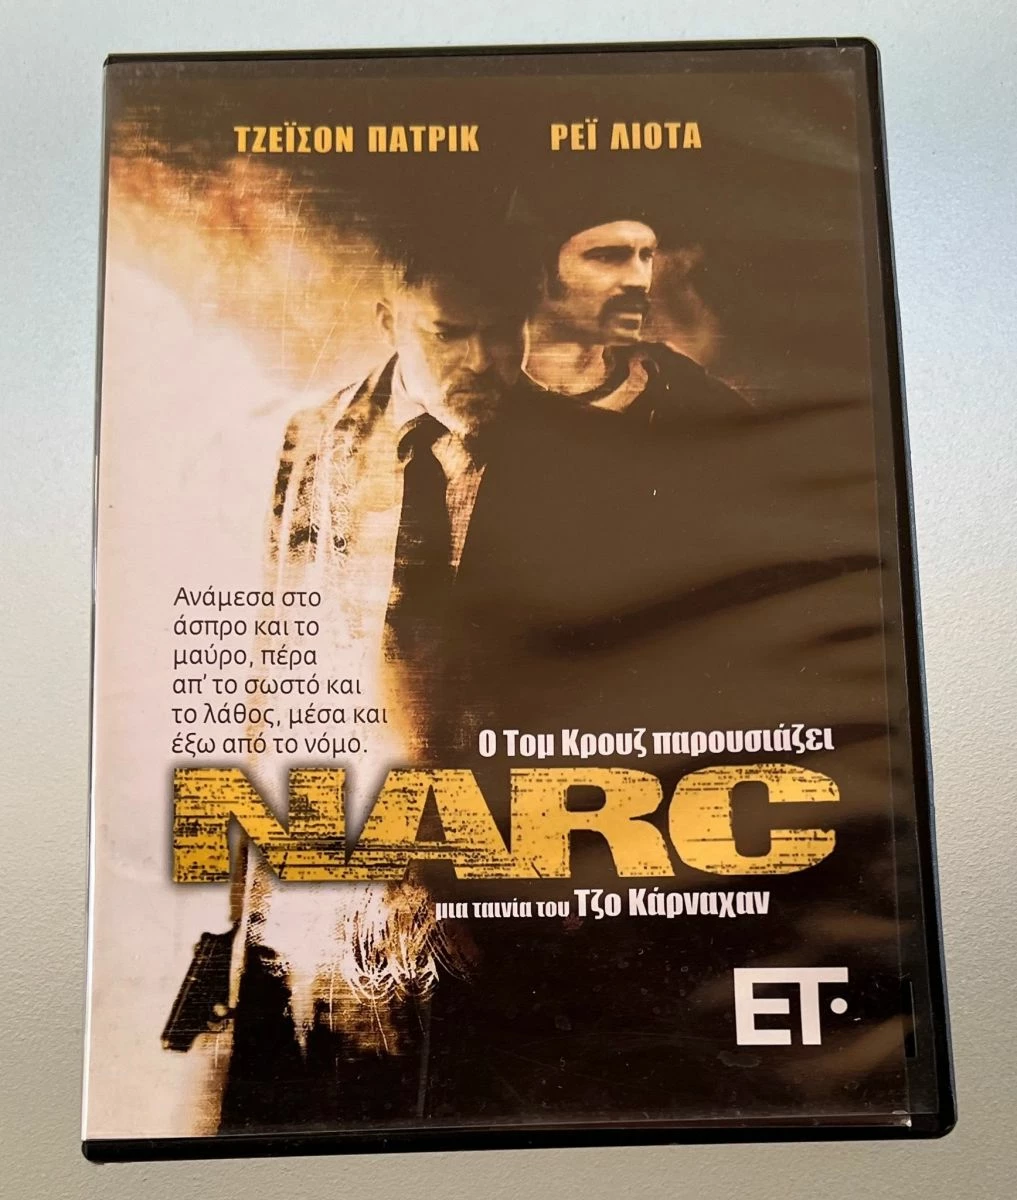 ΤΖΕΪΣΟΝ ΠΑΤΡΙΚ ΡΕΪ ΛΙΟΤΑ
Ανάμεσα στο
άσπρο και το
μαύρο, πέρα
απ' το σωστό και
το λάθος, μέσα και
έξω από το νόμο.
Ο Τομ Κρουζ παρουσιάζει
NARC
μια ταινία του Τζο Κάρναχαν
ET·